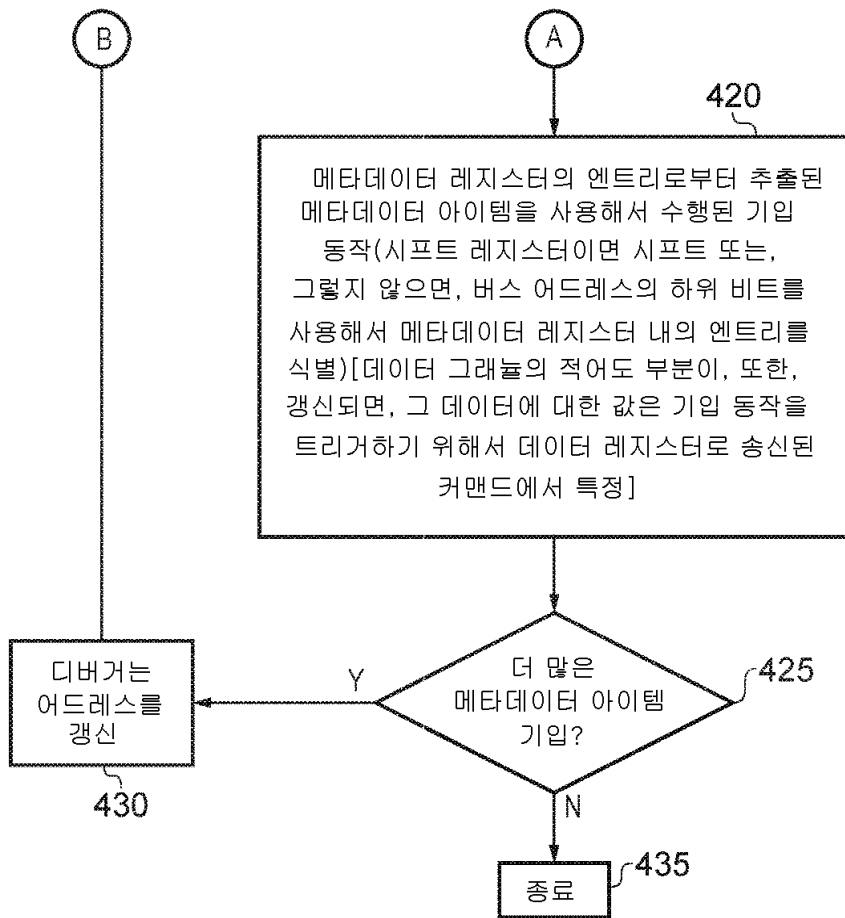 B
A
420
메타데이터 레지스터의 엔트리로부터 추출된
메타데이터 아이템을 사용해서 수행된 기입
동작(시프트 레지스터이면 시프트 또는,
그렇지 않으면, 버스 어드레스의 하위 비트를
사용해서 메타데이터 레지스터 내의 엔트리를
식별)[데이터 그래뉼의 적어도 부분이, 또한,
갱신되면, 그 데이터에 대한 값은 기입 동작을
트리거하기 위해서 데이터 레지스터로 송신된
커맨드에서 특정]
디버거는
어드레스를
갱신
430
Y
더 많은
메타데이터 아이템
기입?
425
N
종료
435